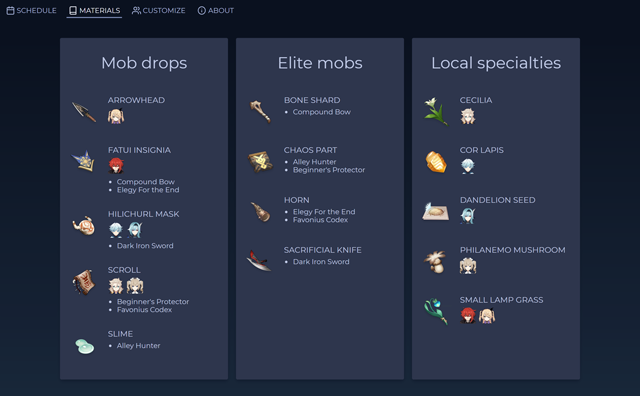 SCHEDULE
MATERIALS
CUSTOMIZE
ABOUT
Mob drops
ARROWHEAD
FATUI INSIGNIA
Compound Bow
Elegy For the End
HILICHURL MASK
Dark Iron Sword
SCROLL
Beginner's Protector
Favonius Codex
SLIME
Alley Hunter
Elite mobs
BONE SHARD
Compound Bow
CHAOS PART
Alley Hunter
Beginner's Protector
HORN
Elegy For the End
Favonius Codex
SACRIFICIAL KNIFE
Dark Iron Sword
Local specialties
CECILIA
COR LAPIS
DANDELION SEED
PHILANEMO MUSHROOM
SMALL LAMP GRASS